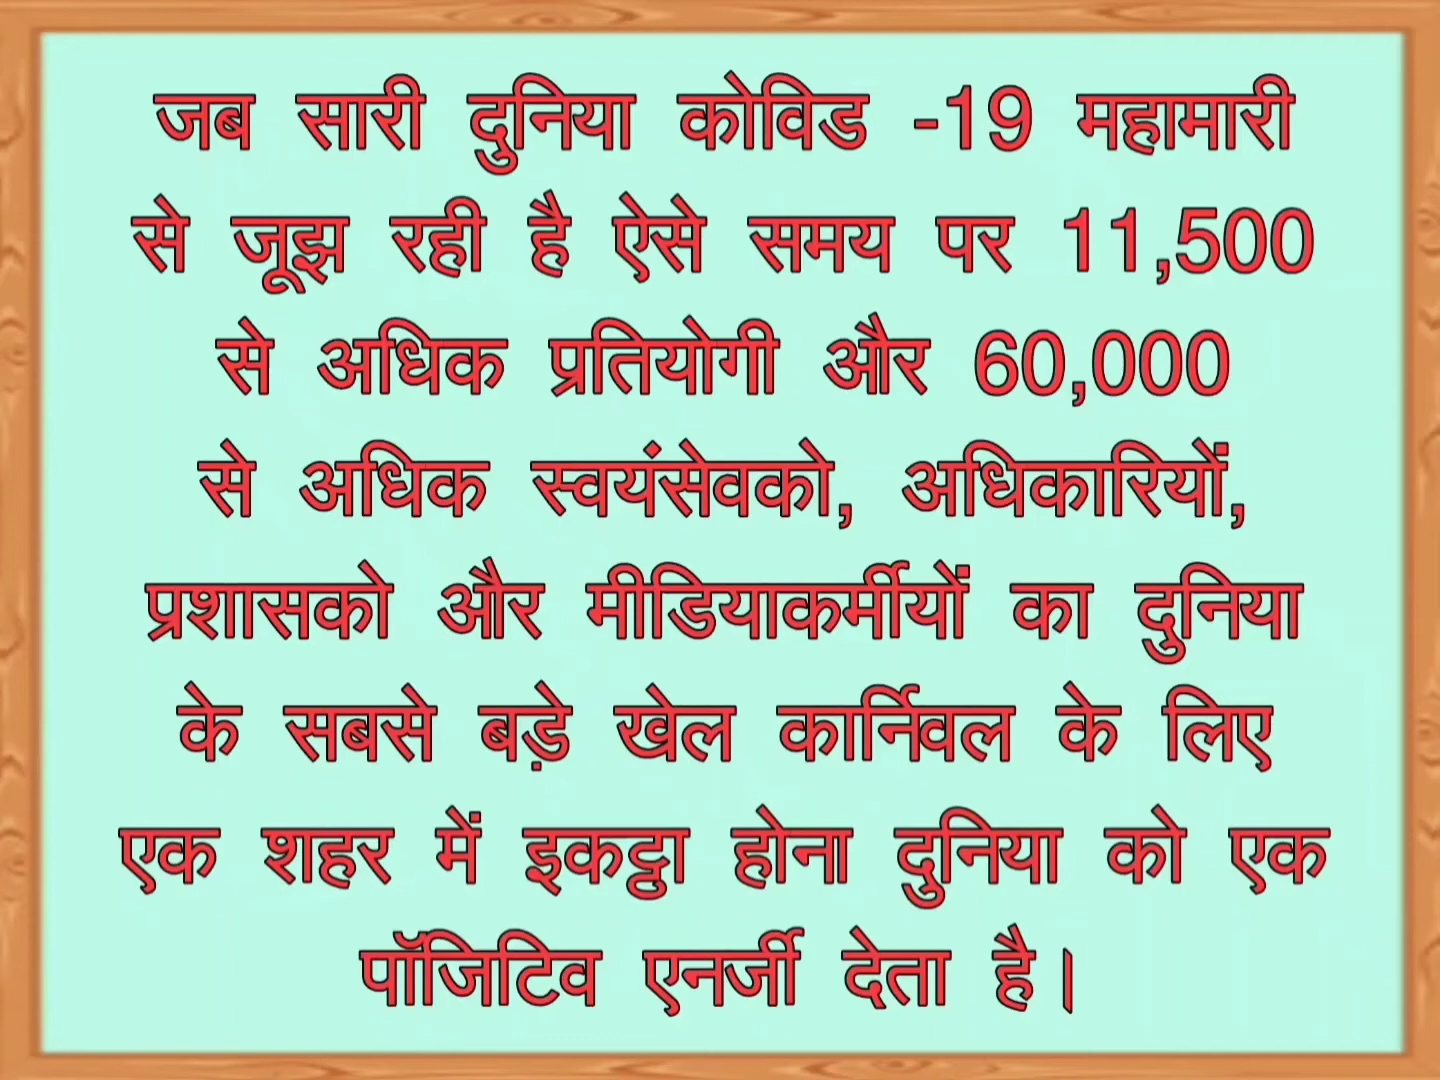 जब सारी दुनिया कोविड -19 महामारी
से जूझ रही है ऐसे समय पर 11,500
से अधिक प्रतियोगी और 60,000
से अधिक स्वयंसेवको, अधिकारियों,
प्रशासको और मीडियाकर्मीयों का दुनिया
के सबसे बड़े खेल कार्निवल के लिए
एक शहर में इकट्ठा होना दुनिया को एक
पॉजिटिव एनर्जी देता है।